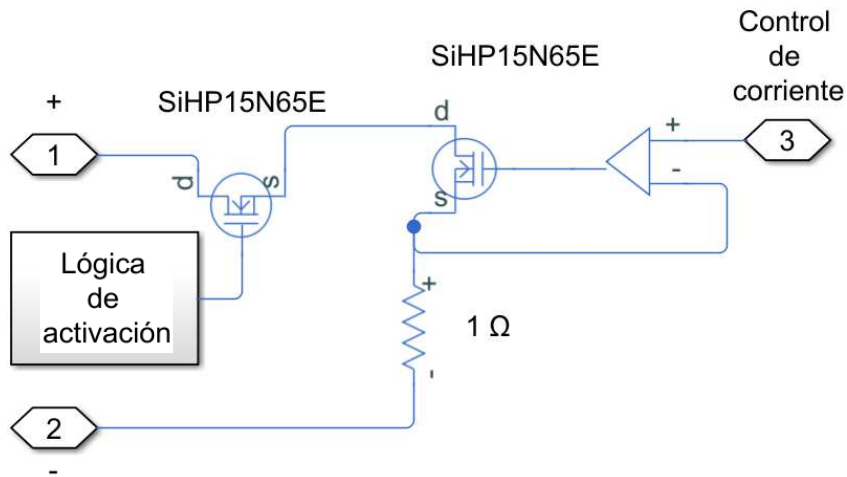 Control
de
corriente
SiHP15N65E
SiHP15N65E
+
d
+
3
1
-
d
s
s
Lógica
de
activación
+
1 Ω
-
2
-